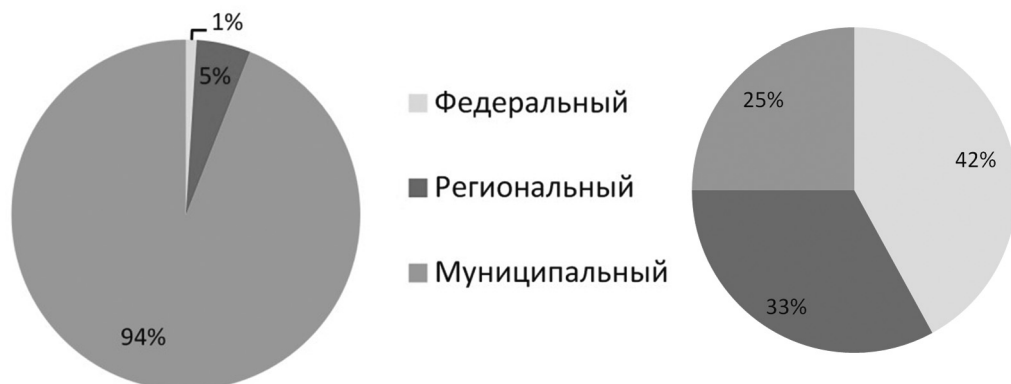 1%
5%
94%
Федеральный
Региональный
Муниципальный
25%
42%
33%